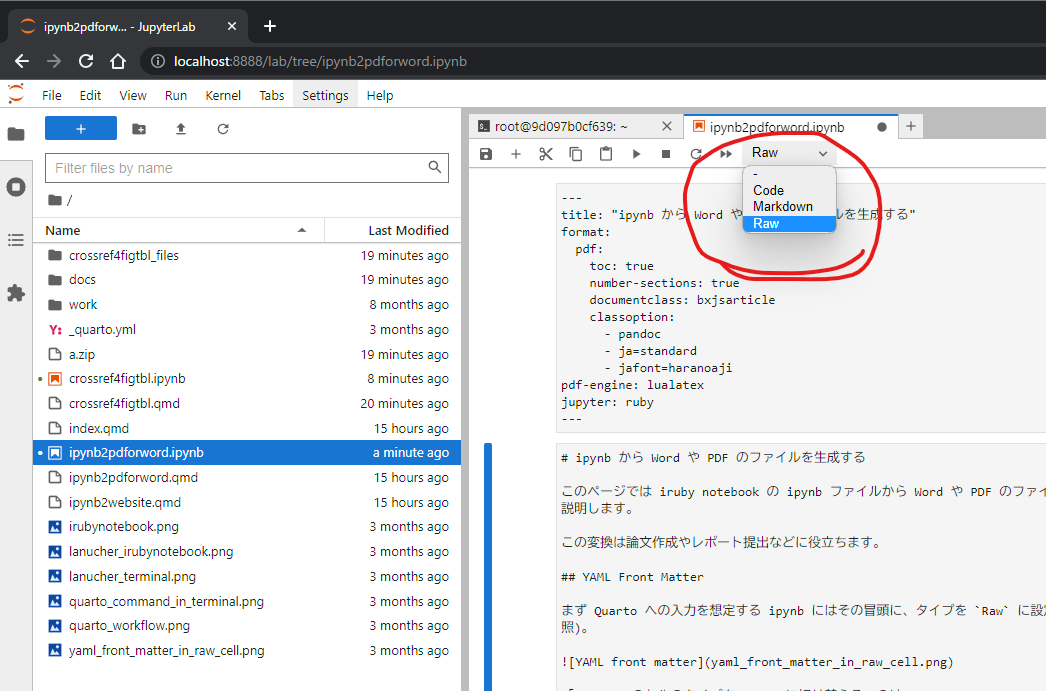 ipynb2pdforw... - JupyterLab
localhost:8888/lab/tree/ipynb2pdforword.ipynb
File Edit View Run Kernel Tabs Settings Help
Filter files by name
/
Name Last Modified
crossref4figtbl_files 19 minutes ago
docs 19 minutes ago
work 8 months ago
Y: _quarto.yml 3 months ago
a.zip 19 minutes ago
crossref4figtbl.ipynb 8 minutes ago
crossref4figtbl.qmd 20 minutes ago
index.qmd 15 hours ago
ipynb2pdforword.ipynb a minute ago
ipynb2pdforword.qmd 15 hours ago
ipynb2website.qmd 15 hours ago
irubynotebook.png 3 months ago
lanucher_irubynotebook.png 3 months ago
lanucher_terminal.png 3 months ago
quarto_command_in_terminal.png 3 months ago
quarto_workflow.png 3 months ago
yaml_front_matter_in_raw_cell.png 3 months ago
root@9d097b0cf639: ~
ipynb2pdforword.ipynb
Raw
-
Code
Markdown
Raw
---
title: "ipynb から Word や ルを生成する"
format:
pdf:
toc: true
number-sections: true
documentclass: bxjsarticle
classoption:
- pandoc
- ja=standard
- jafont=haranoaji
pdf-engine: lualatex
jupyter: ruby
---
# ipynb から Word や PDF のファイルを生成する
このページでは iruby notebook の ipynb ファイルから Word や PDF のファイ
説明します。
この変換は論文作成やレポート提出などに役立ちます。
## YAML Front Matter
まず Quarto への入力を想定する ipynb にはその冒頭に、タイプを `Raw` に設定
照)。
![YAML front matter](yaml_front_matter_in_raw_cell.png)